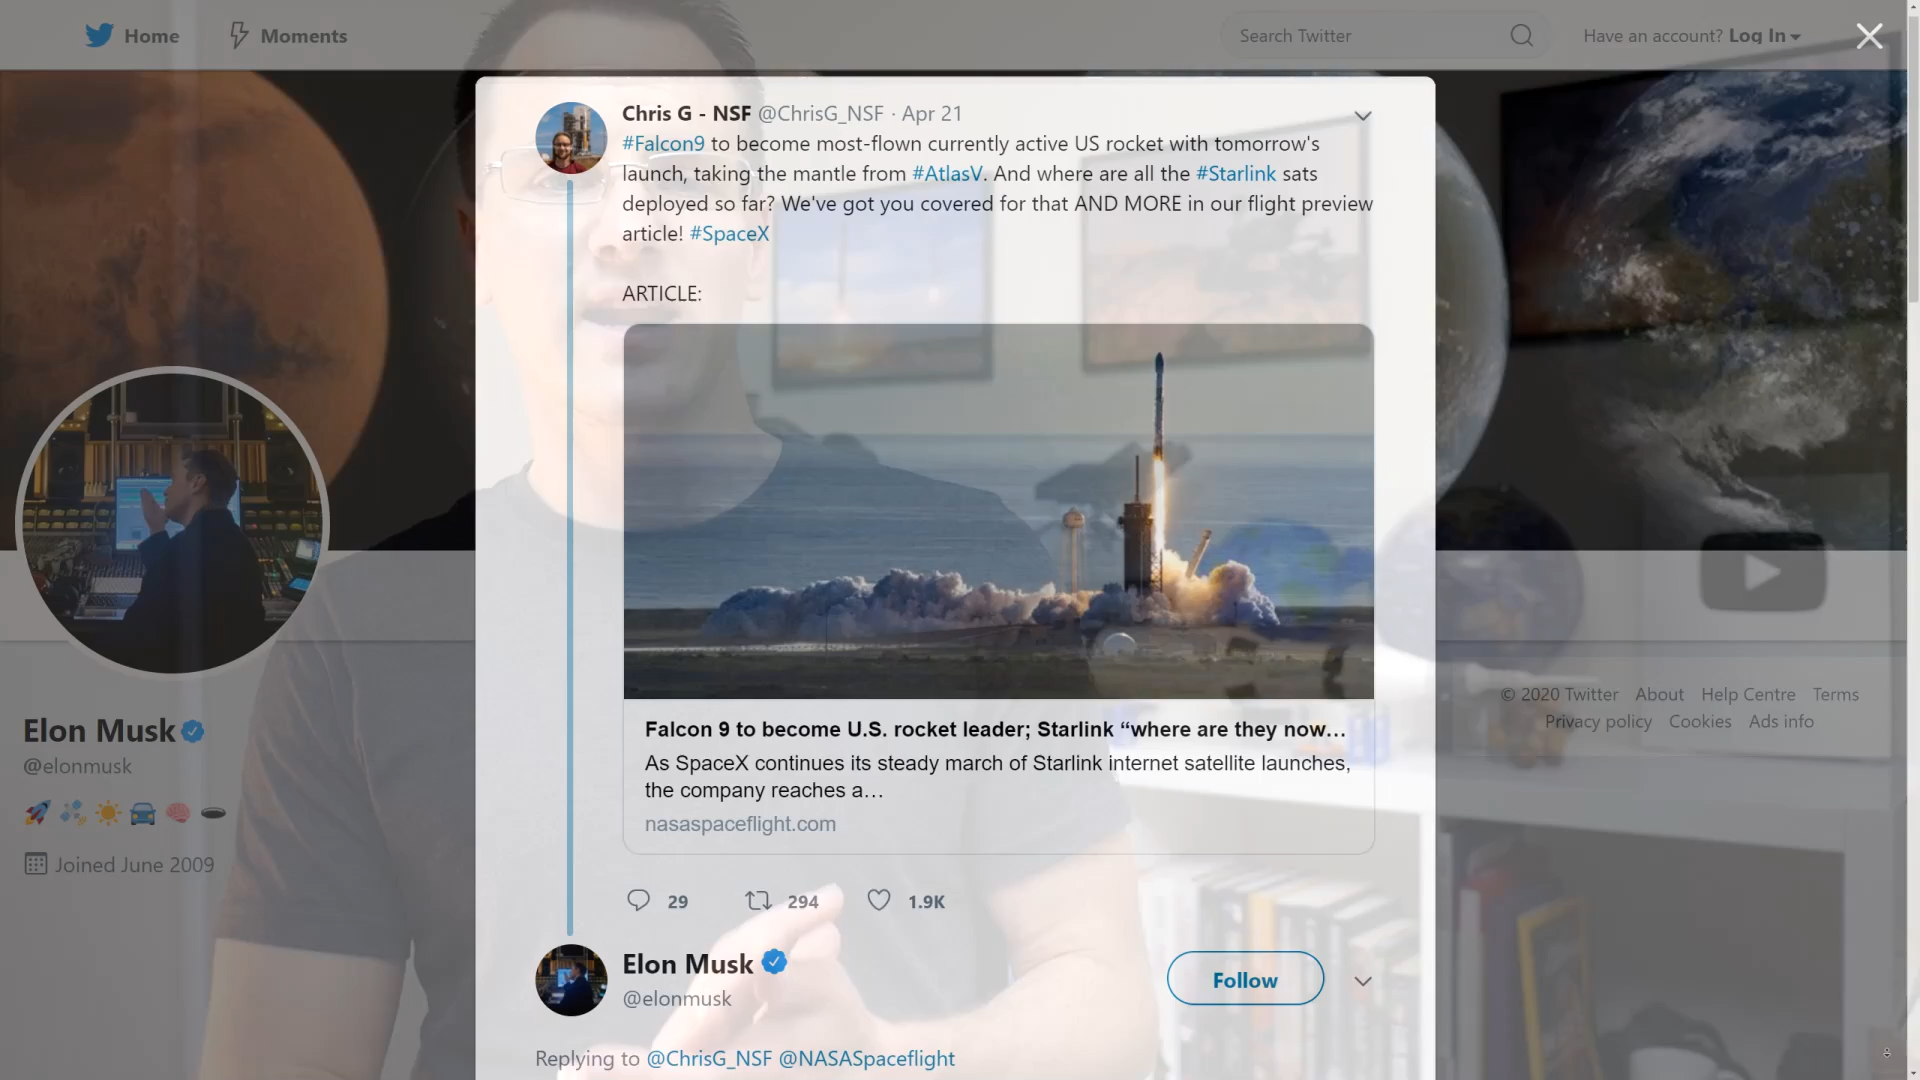 Home
Moments
Search Twitter
Have an account? Log In
Chris G - NSF @ChrisG_NSF · Apr 21
#Falcon9 to become most-flown currently active US rocket with tomorrow's
launch, taking the mantle from #AtlasV. And where are all the #Starlink sats
deployed so far? We've got you covered for that AND MORE in our flight preview
article! #SpaceX
ARTICLE:
Falcon 9 to become U.S. rocket leader; Starlink “where are they now…
As SpaceX continues its steady march of Starlink internet satellite launches,
the company reaches a…
nasaspaceflight.com
29 294 1.9K
Elon Musk
@elonmusk
Follow
Replying to @ChrisG_NSF @NASASpaceflight
Elon Musk
@elonmusk
Joined June 2009
© 2020 Twitter About Help Centre Terms
Privacy policy Cookies Ads info